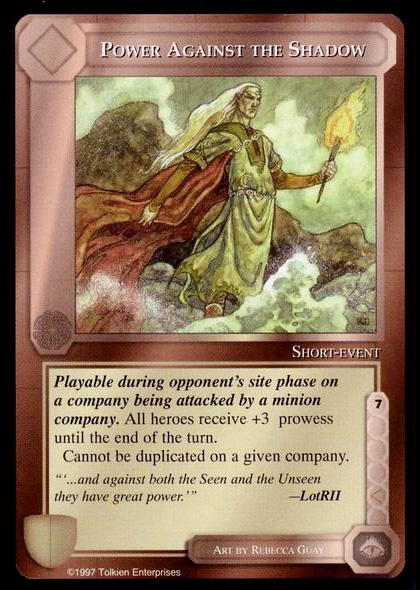 Power Against the Shadow
Short-event
Playable during opponent's site phase on
a company being attacked by a minion
company. All heroes receive +3 prowess
until the end of the turn.
Cannot be duplicated on a given company.
“‘...and against both the Seen and the Unseen
they have great power.’”
—LotRII
7
Art by Rebecca Guay
©1997 Tolkien Enterprises